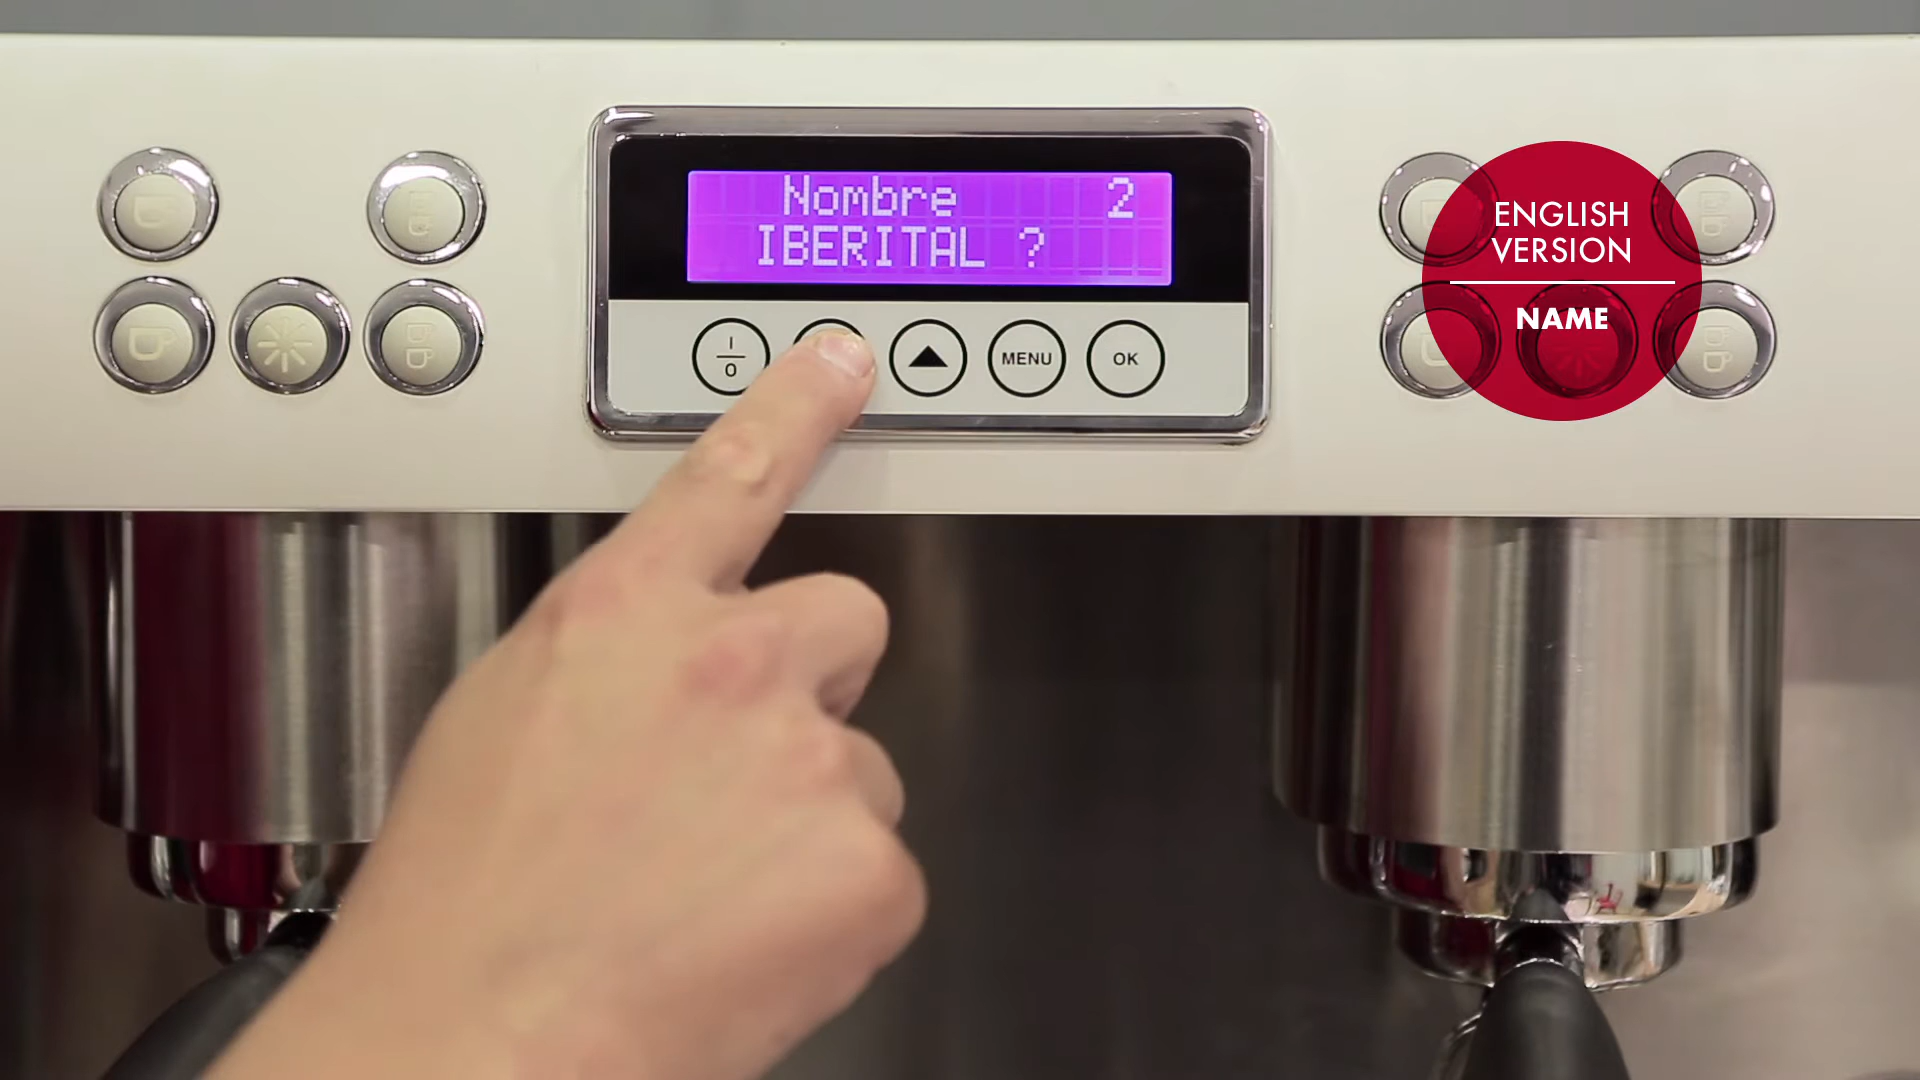 Nombre 2
IBERITAL ?
I
0
MENU
OK
ENGLISH
VERSION
NAME